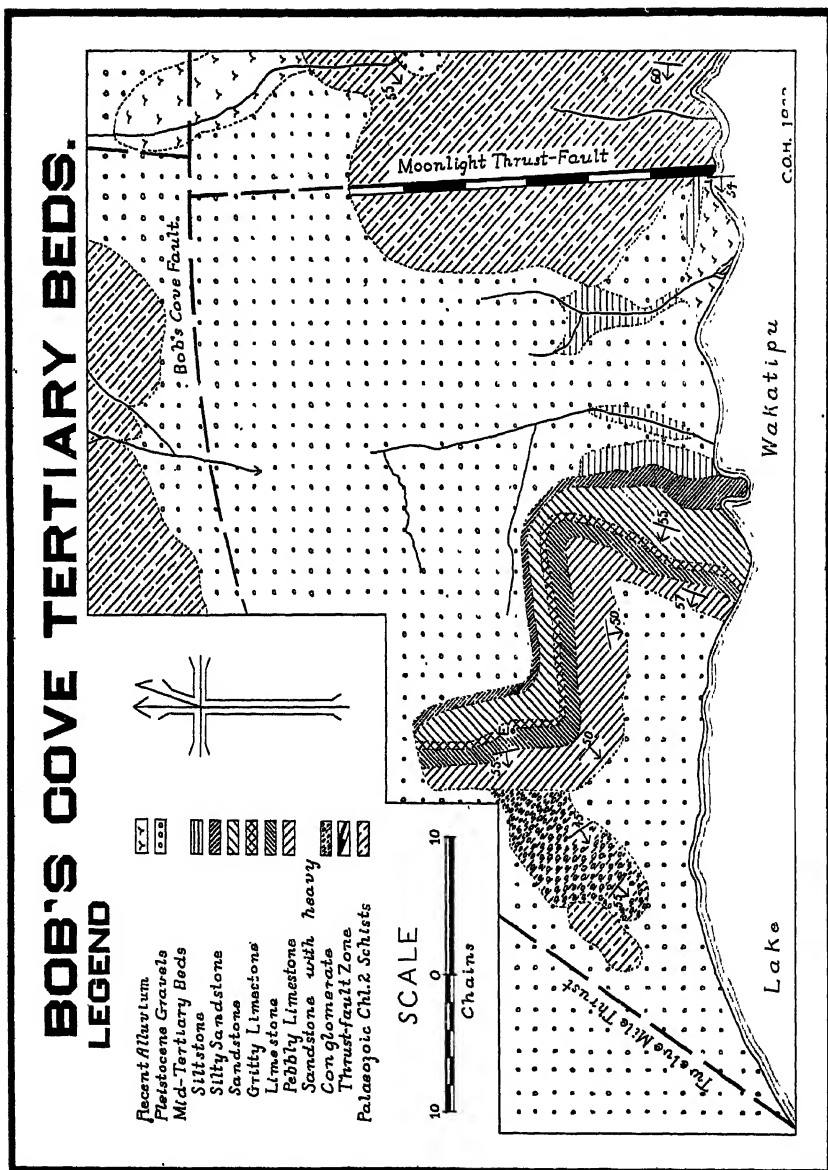 BOB'S COVE TERTIARY BEDS.
LEGEND
Recent Alluvium
Pleistocene Gravels
Mid-Tertiary Beds
Siltstone
Silty Sandstone
Sandstone
Gritty Limestone
Limestone
Pebbly Limestone
Sandstone with heavy
Conglomerate
Thrust-fault Zone
Palaeozoic Chl.2 Schists
SCALE
10 0 10
Chains
Bob's Cove Fault.
Moonlight Thrust-Fault
Twelve Mile Thrust
Lake Wakatipu
55
60
54
55
57
50
50
55
E
C.O.H.